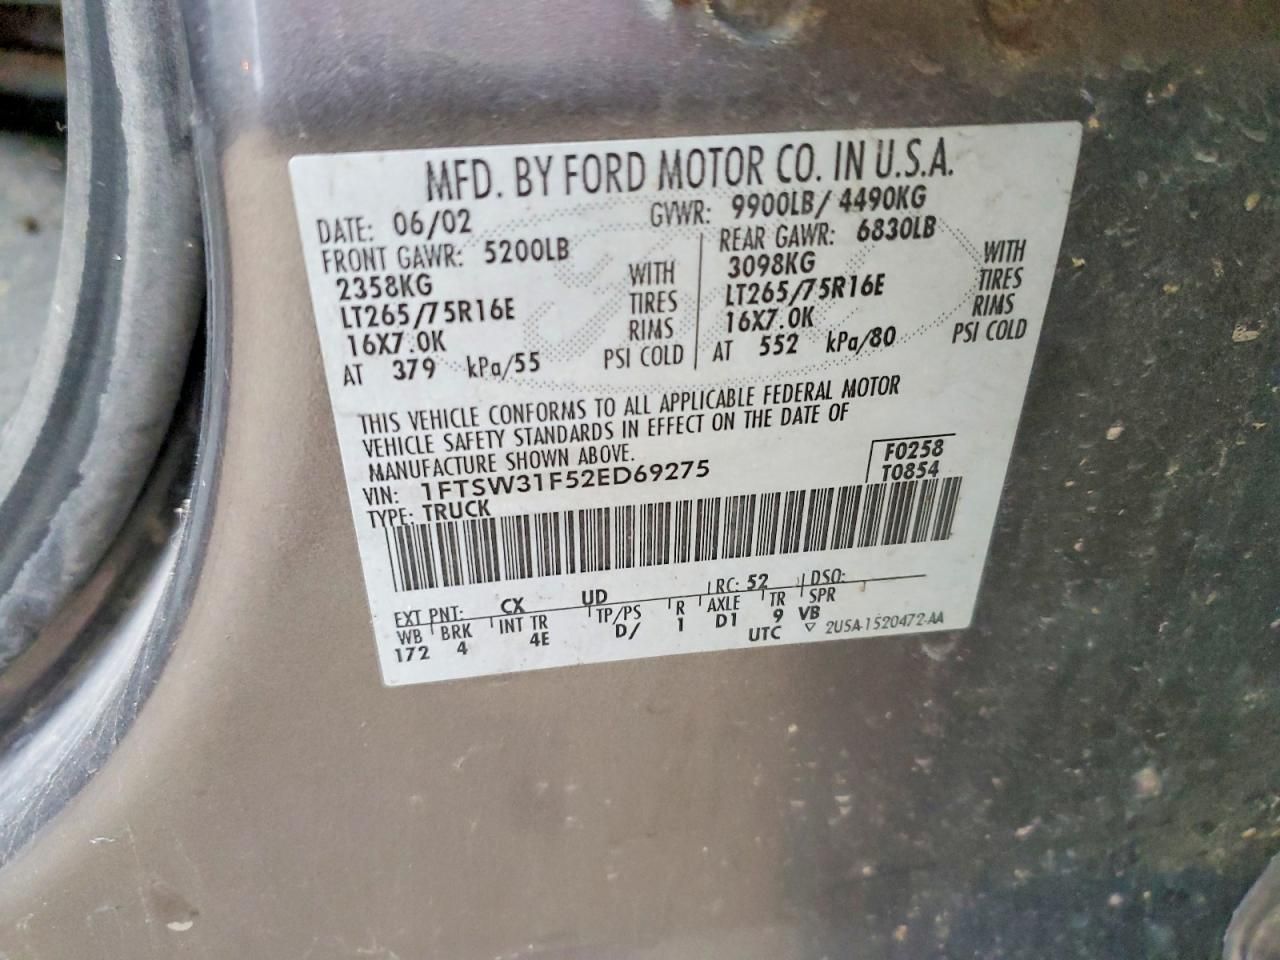 MFD. BY FORD MOTOR CO. IN U.S.A.
DATE: 06/02 GVWR: 9900LB/ 4490KG
FRONT GAWR: 5200LB
2358KG WITH
LT265/75R16E TIRES
16X7.0K RIMS
AT 379 kPa/55 PSI COLD
REAR GAWR: 6830LB
3098KG WITH
LT265/75R16E TIRES
16X7.0K RIMS
AT 552 kPa/80 PSI COLD
THIS VEHICLE CONFORMS TO ALL APPLICABLE FEDERAL MOTOR
VEHICLE SAFETY STANDARDS IN EFFECT ON THE DATE OF
MANUFACTURE SHOWN ABOVE.
F0258
T0854
VIN: 1FTSW31F52ED69275
TYPE: TRUCK
EXT PNT: CX UD RC: 52 DSO:
WB BRK INT TR TP/PS R AXLE TR SPR
172 4 4E D/ 1 D1 9 VB
UTC ▽ 2U5A-1520472-AA